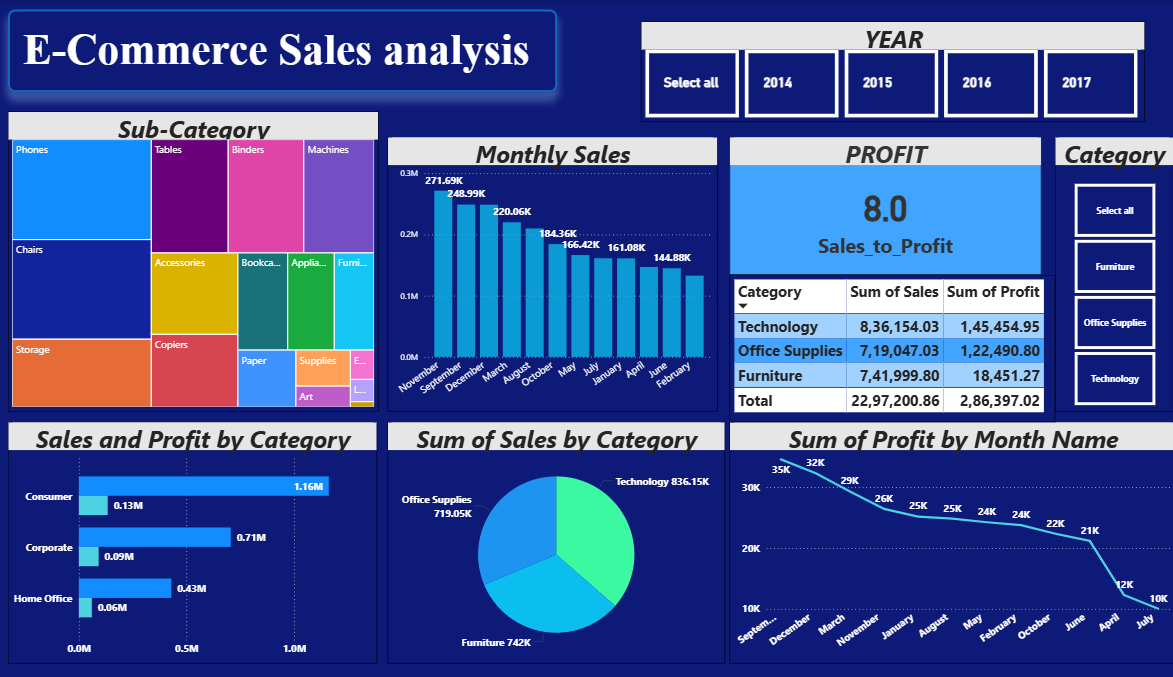 E-Commerce Sales analysis
YEAR
Select all
2014
2015
2016
2017
Sub-Category
Phones
Tables
Binders
Machines
Chairs
Accessories
Bookca...
Applia...
Furni...
Storage
Copiers
Paper
Supplies
E...
Art
L...
Monthly Sales
0.3M
0.2M
0.1M
0.0M
271.69K
248.99K
220.06K
184.36K
166.42K
161.08K
144.88K
November
September
December
March
August
October
May
July
January
April
June
February
PROFIT
8.0
Sales_to_Profit
Category Sum of Sales Sum of Profit
Technology 8,36,154.03 1,45,454.95
Office Supplies 7,19,047.03 1,22,490.80
Furniture 7,41,999.80 18,451.27
Total 22,97,200.86 2,86,397.02
Category
Select all
Furniture
Office Supplies
Technology
Sales and Profit by Category
Consumer 1.16M
0.13M
Corporate 0.71M
0.09M
Home Office 0.43M
0.06M
0.0M 0.5M 1.0M
Sum of Sales by Category
Technology 836.15K
Office Supplies
719.05K
Furniture 742K
Sum of Profit by Month Name
30K
20K
10K
35K
32K
29K
26K
25K
25K
24K
24K
22K
21K
12K
10K
Septem...
December
March
November
January
August
May
February
October
June
April
July